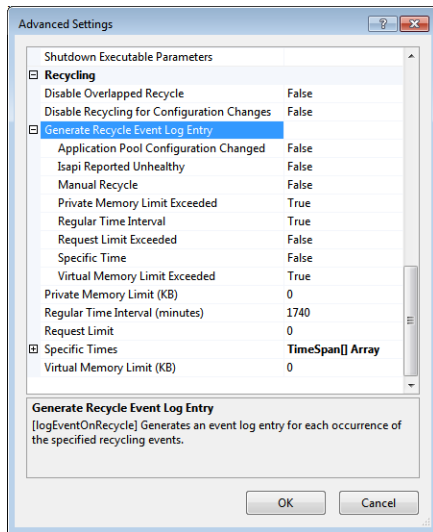 Advanced Settings
Shutdown Executable Parameters
Recycling
Disable Overlapped Recycle False
Disable Recycling for Configuration Changes False
Generate Recycle Event Log Entry
Application Pool Configuration Changed False
Isapi Reported Unhealthy False
Manual Recycle False
Private Memory Limit Exceeded True
Regular Time Interval True
Request Limit Exceeded False
Specific Time False
Virtual Memory Limit Exceeded True
Private Memory Limit (KB) 0
Regular Time Interval (minutes) 1740
Request Limit 0
Specific Times TimeSpan[] Array
Virtual Memory Limit (KB) 0
Generate Recycle Event Log Entry
[logEventOnRecycle] Generates an event log entry for each occurrence of
the specified recycling events.
OK Cancel